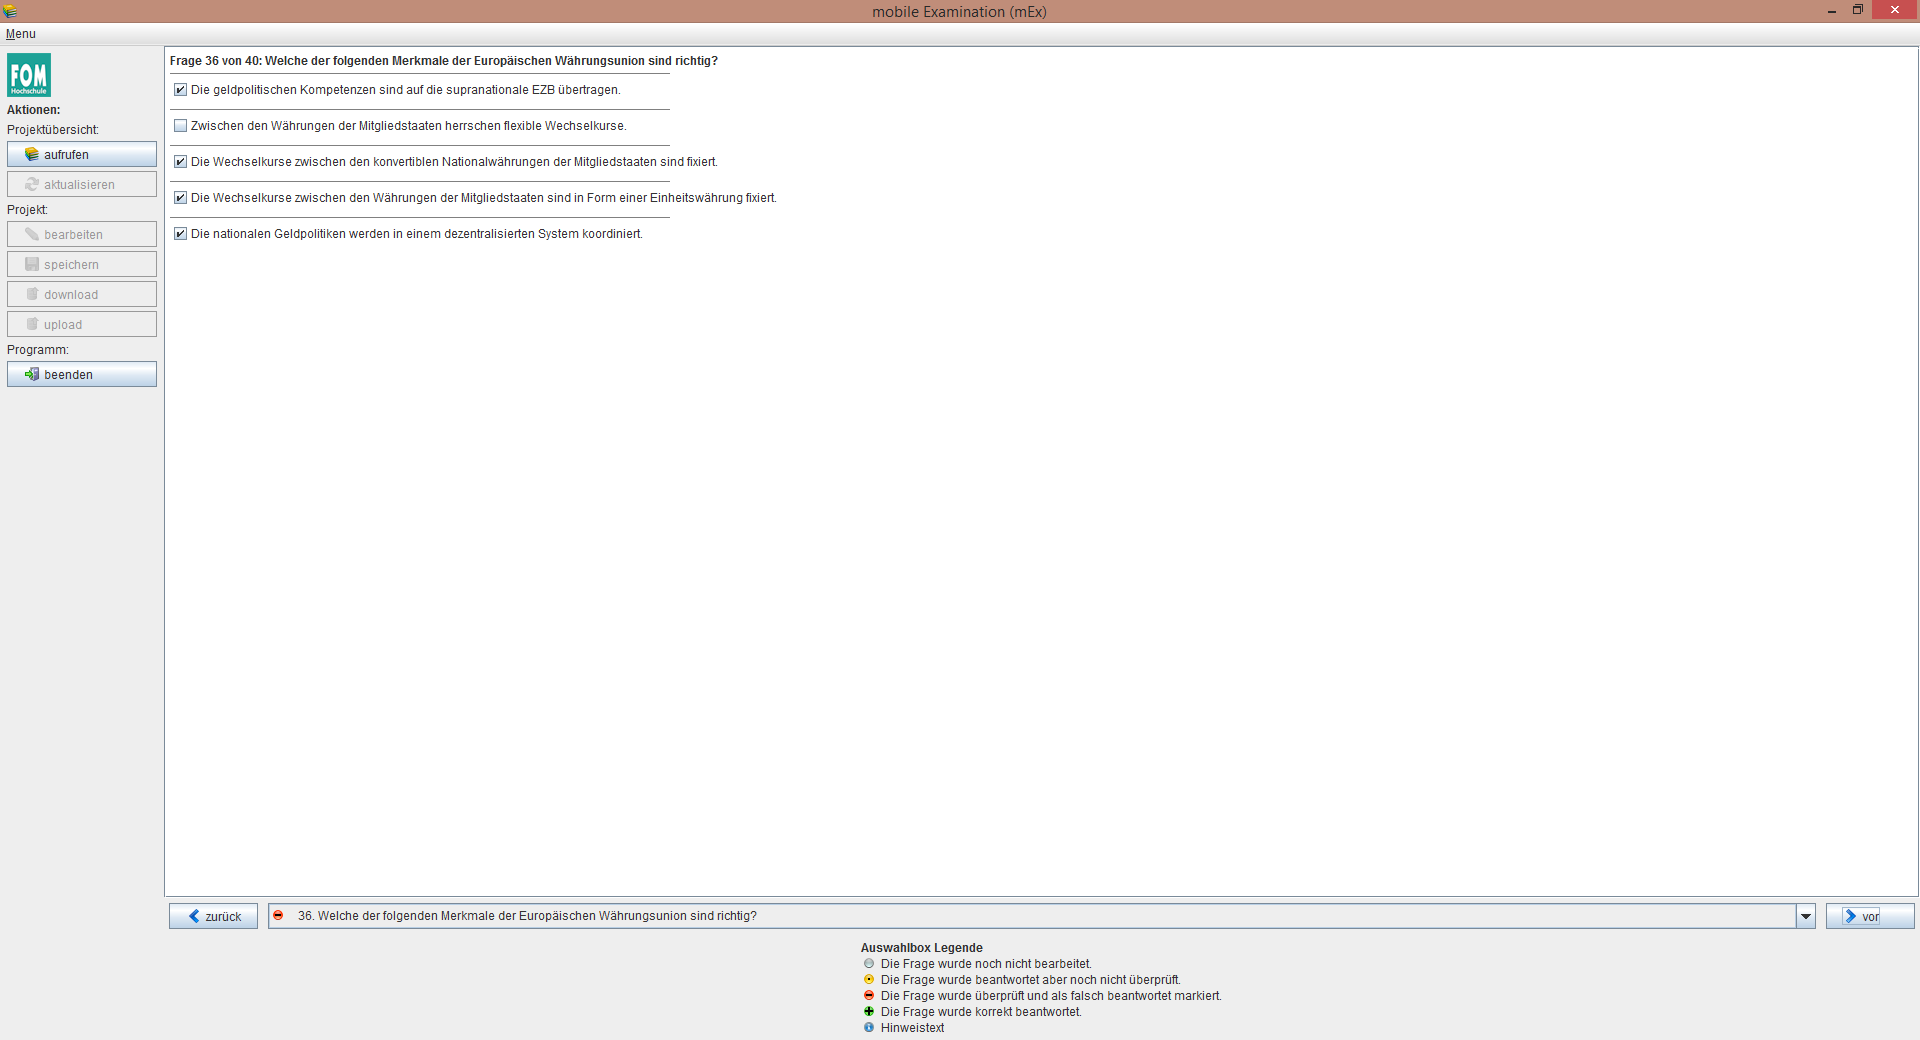 mobile Examination (mEx)
Menu
FOM
Hochschule
Aktionen:
Projektübersicht:
aufrufen
aktualisieren
Projekt:
bearbeiten
speichern
download
upload
Programm:
beenden
Frage 36 von 40: Welche der folgenden Merkmale der Europäischen Währungsunion sind richtig?
Die geldpolitischen Kompetenzen sind auf die supranationale EZB übertragen.
Zwischen den Währungen der Mitgliedstaaten herrschen flexible Wechselkurse.
Die Wechselkurse zwischen den konvertiblen Nationalwährungen der Mitgliedstaaten sind fixiert.
Die Wechselkurse zwischen den Währungen der Mitgliedstaaten sind in Form einer Einheitswährung fixiert.
Die nationalen Geldpolitiken werden in einem dezentralisierten System koordiniert.
zurück
36. Welche der folgenden Merkmale der Europäischen Währungsunion sind richtig?
vor
Auswahlbox Legende
Die Frage wurde noch nicht bearbeitet.
Die Frage wurde beantwortet aber noch nicht überprüft.
Die Frage wurde überprüft und als falsch beantwortet markiert.
Die Frage wurde korrekt beantwortet.
Hinweistext